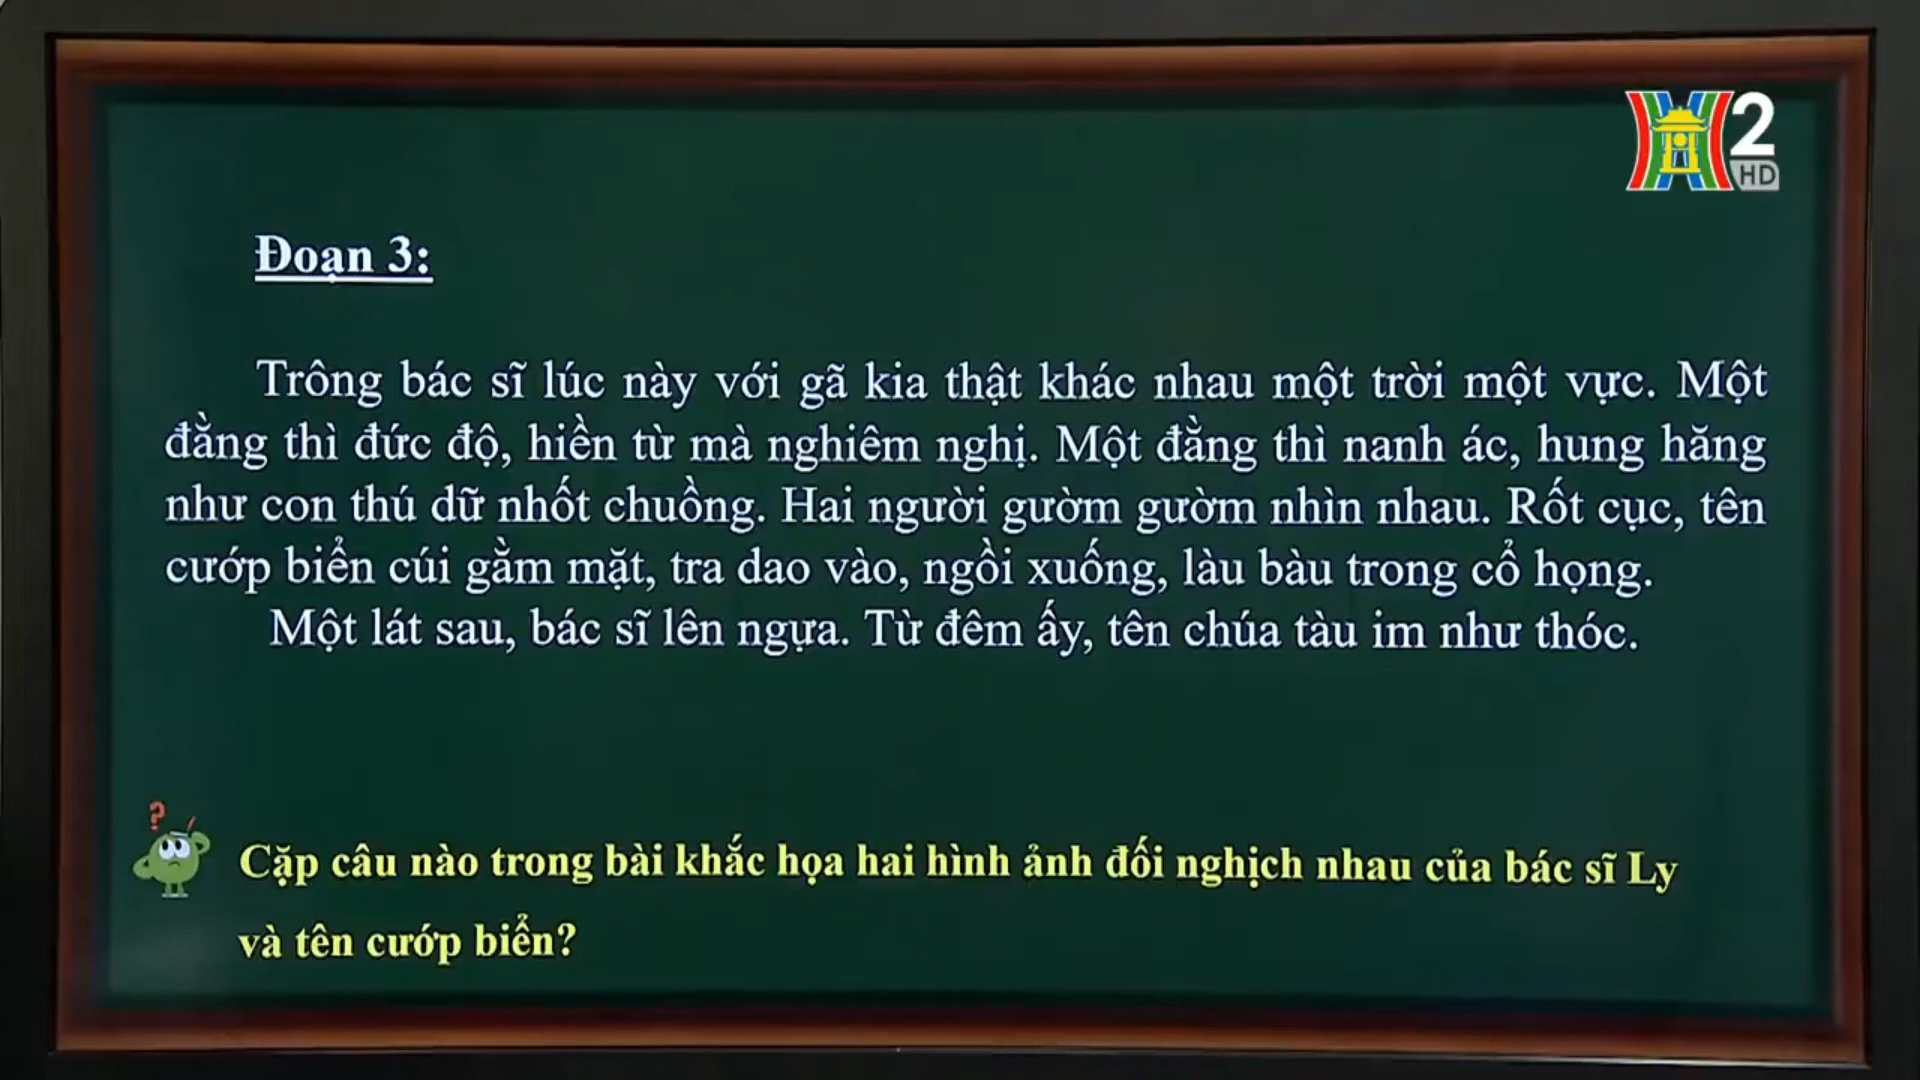 2
HD
Đoạn 3:
Trông bác sĩ lúc này với gã kia thật khác nhau một trời một vực. Một
đằng thì đức độ, hiền từ mà nghiêm nghị. Một đằng thì nanh ác, hung hăng
như con thú dữ nhốt chuồng. Hai người gườm gườm nhìn nhau. Rốt cục, tên
cướp biển cúi gằm mặt, tra dao vào, ngồi xuống, làu bàu trong cổ họng.
Một lát sau, bác sĩ lên ngựa. Từ đêm ấy, tên chúa tàu im như thóc.
?
Cặp câu nào trong bài khắc họa hai hình ảnh đối nghịch nhau của bác sĩ Ly
và tên cướp biển?